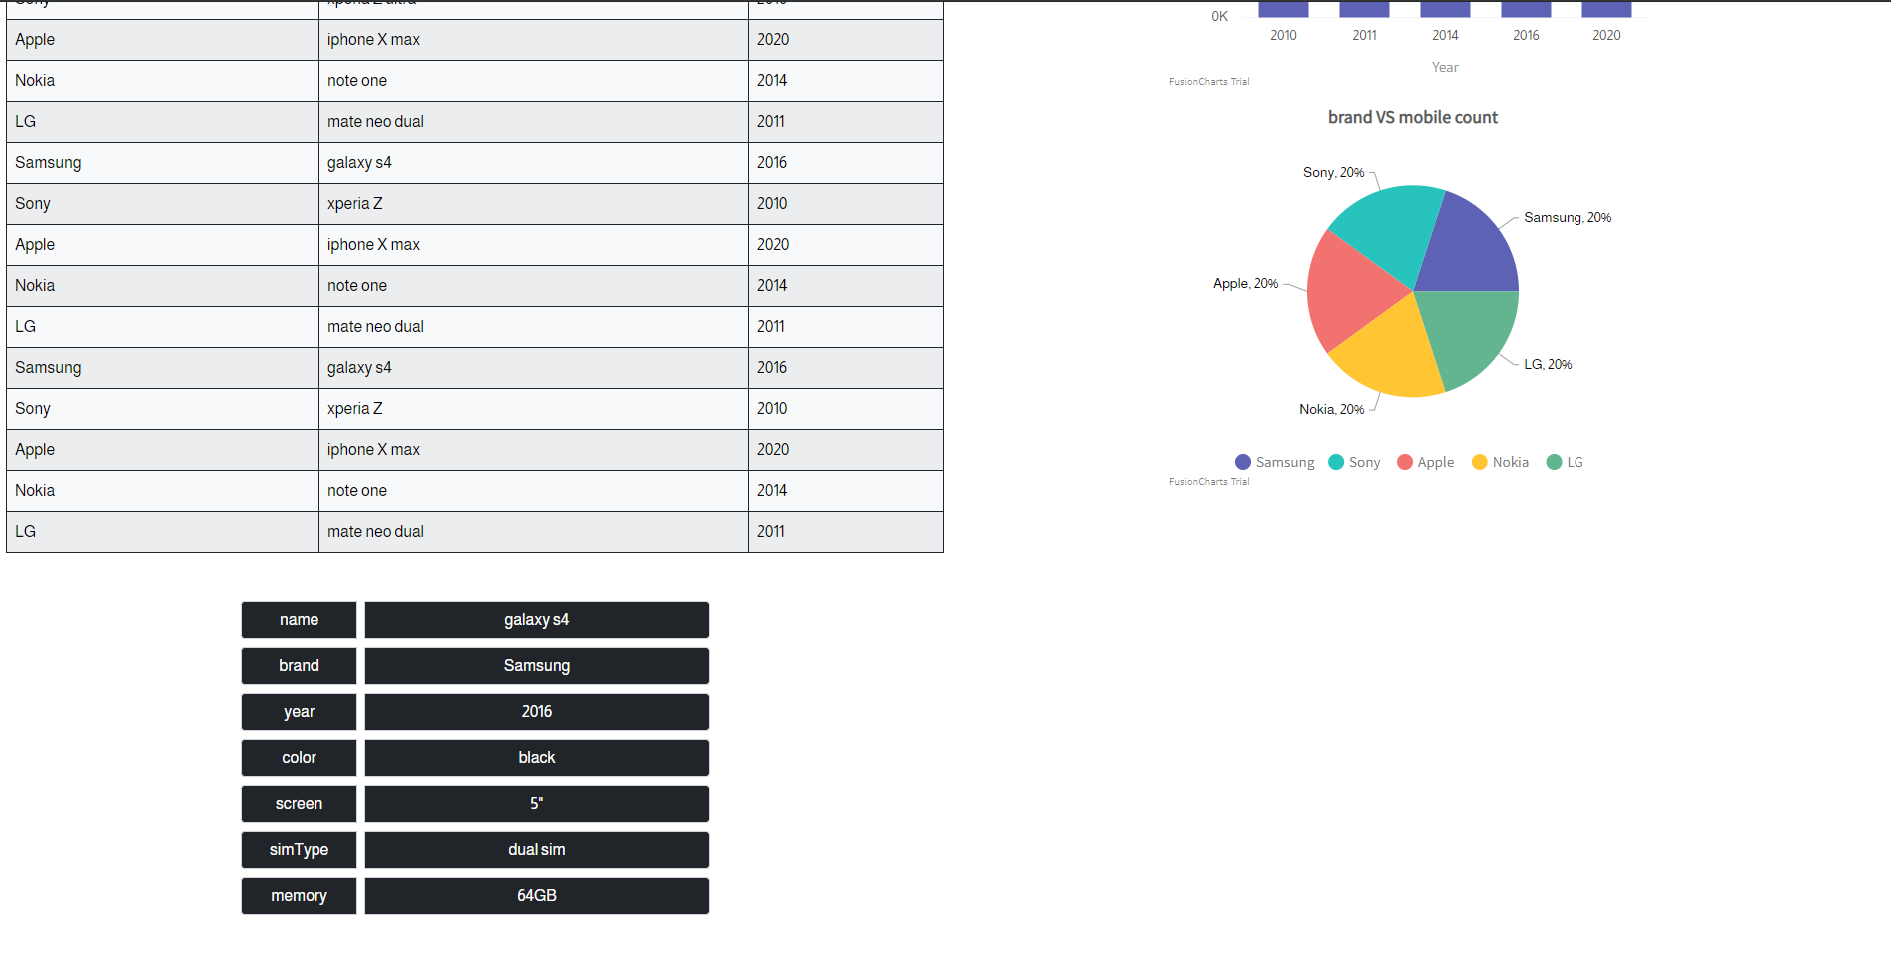 Apple iphone X max 2020
Nokia note one 2014
LG mate neo dual 2011
Samsung galaxy s4 2016
Sony xperia Z 2010
Apple iphone X max 2020
Nokia note one 2014
LG mate neo dual 2011
Samsung galaxy s4 2016
Sony xperia Z 2010
Apple iphone X max 2020
Nokia note one 2014
LG mate neo dual 2011
name galaxy s4
brand Samsung
year 2016
color black
screen 5"
simType dual sim
memory 64GB
0K
2010 2011 2014 2016 2020
Year
FusionCharts Trial
brand VS mobile count
Sony, 20%
Samsung, 20%
Apple, 20%
LG, 20%
Nokia, 20%
Samsung Sony Apple Nokia LG
FusionCharts Trial